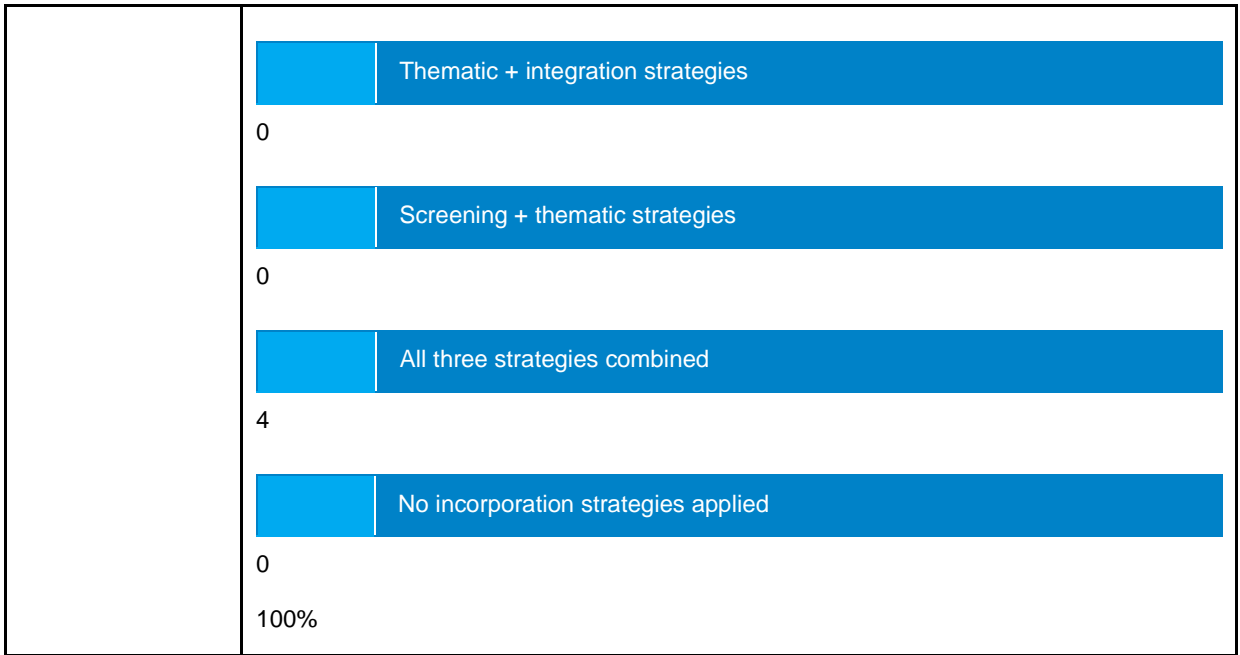 Thematic + integration strategies
0
Screening + thematic strategies
0
All three strategies combined
4
No incorporation strategies applied
0
100%